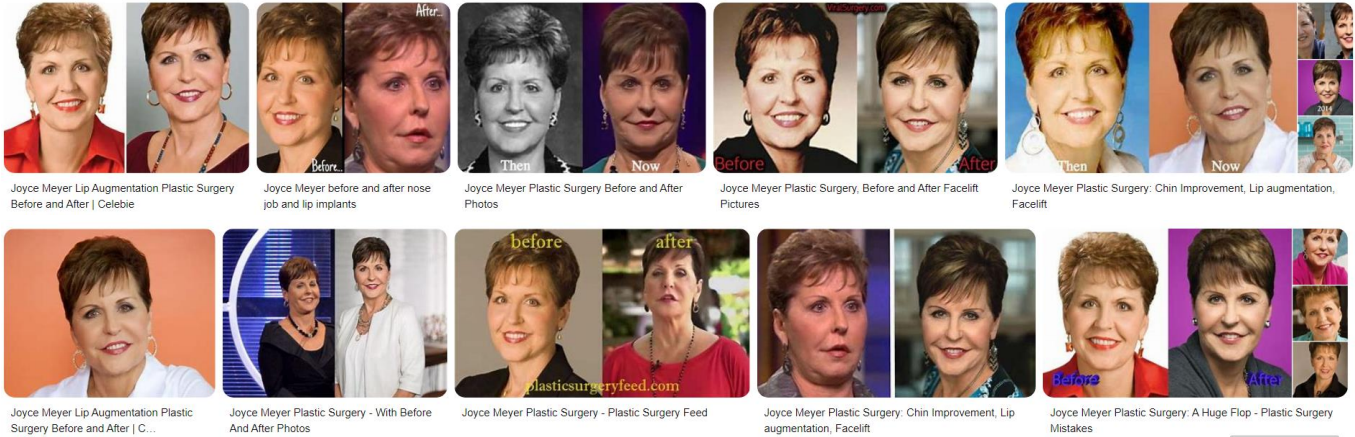 ViralSurgery.com
After...
Before...
Then
Now
Before
After
Then
Now
2014
Joyce Meyer Lip Augmentation Plastic Surgery
Before and After | Celebie
Joyce Meyer before and after nose
job and lip implants
Joyce Meyer Plastic Surgery Before and After
Photos
Joyce Meyer Plastic Surgery, Before and After Facelift
Pictures
Joyce Meyer Plastic Surgery: Chin Improvement, Lip augmentation,
Facelift
before
after
plasticsurgeryfeed.com
Before
After
Joyce Meyer Lip Augmentation Plastic
Surgery Before and After | C...
Joyce Meyer Plastic Surgery - With Before
And After Photos
Joyce Meyer Plastic Surgery - Plastic Surgery Feed
Joyce Meyer Plastic Surgery: Chin Improvement, Lip
augmentation, Facelift
Joyce Meyer Plastic Surgery: A Huge Flop - Plastic Surgery
Mistakes